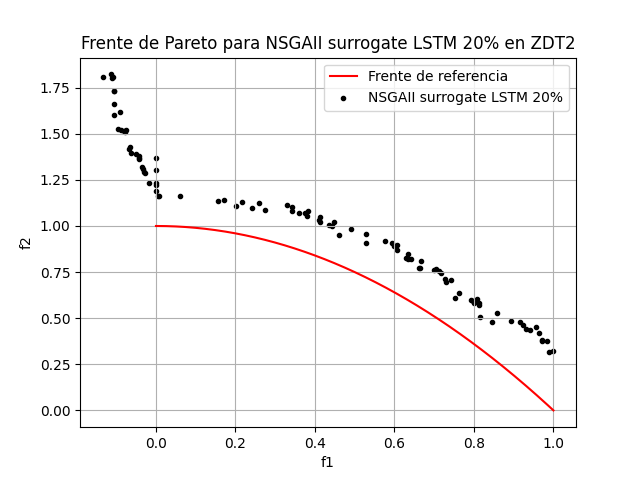 Frente de Pareto para NSGAII surrogate LSTM 20% en ZDT2
Frente de referencia
NSGAII surrogate LSTM 20%
f2
1.75
1.50
1.25
1.00
0.75
0.50
0.25
0.00
0.0 0.2 0.4 0.6 0.8 1.0
f1